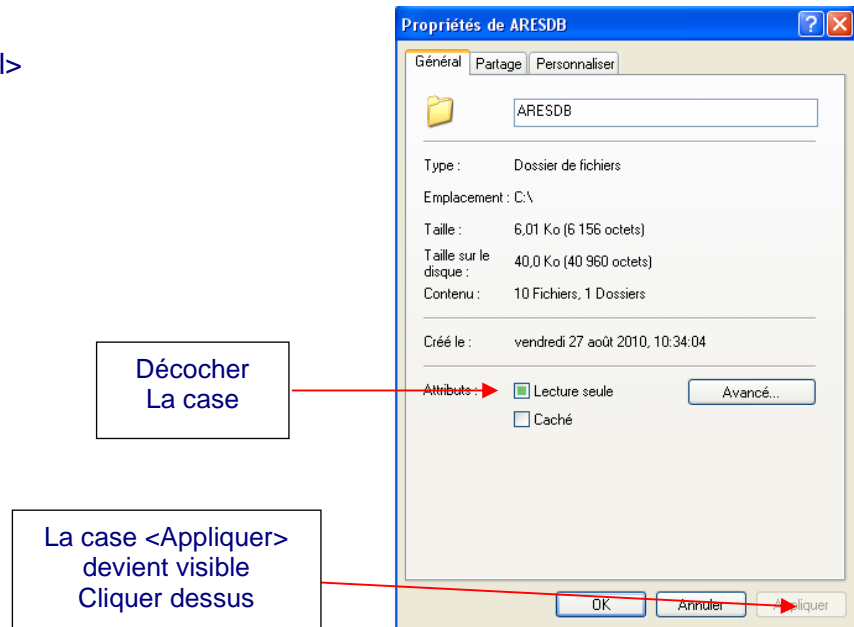 l>
Propriétés de ARESDB
Général Partage Personnaliser
ARESDB
Type : Dossier de fichiers
Emplacement : C:\
Taille : 6,01 Ko (6 156 octets)
Taille sur le
disque : 40,0 Ko (40 960 octets)
Contenu : 10 Fichiers, 1 Dossiers
Créé le : vendredi 27 août 2010, 10:34:04
Décocher
La case
Attributs : Lecture seule Avancé...
Caché
La case <Appliquer>
devient visible
Cliquer dessus
OK Annuler Appliquer